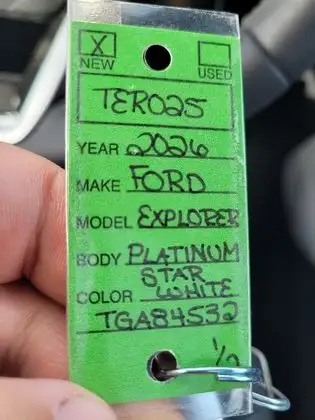 X
NEW USED
TER025
YEAR 2026
MAKE FORD
MODEL EXPLORER
BODY PLATINUM
STAR
COLOR WHITE
TGA84532
1/2